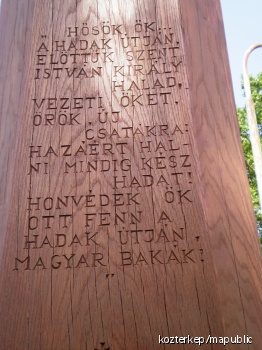 HŐSÖK ŐK
A HADAK ÚTJÁN,
ELŐTTÜK SZENT
ISTVÁN KIRÁLY
HALAD,
VEZETI ŐKET,
ÖRÖK, ÚJ
CSATÁKRA:
HAZÁÉRT HAL-
NI MINDIG KÉSZ
HADAT!
HONVÉDEK ŐK
OTT FENN A
HADAK ÚTJÁN,
MAGYAR BAKÁK!
"
kozterkep/mapublic